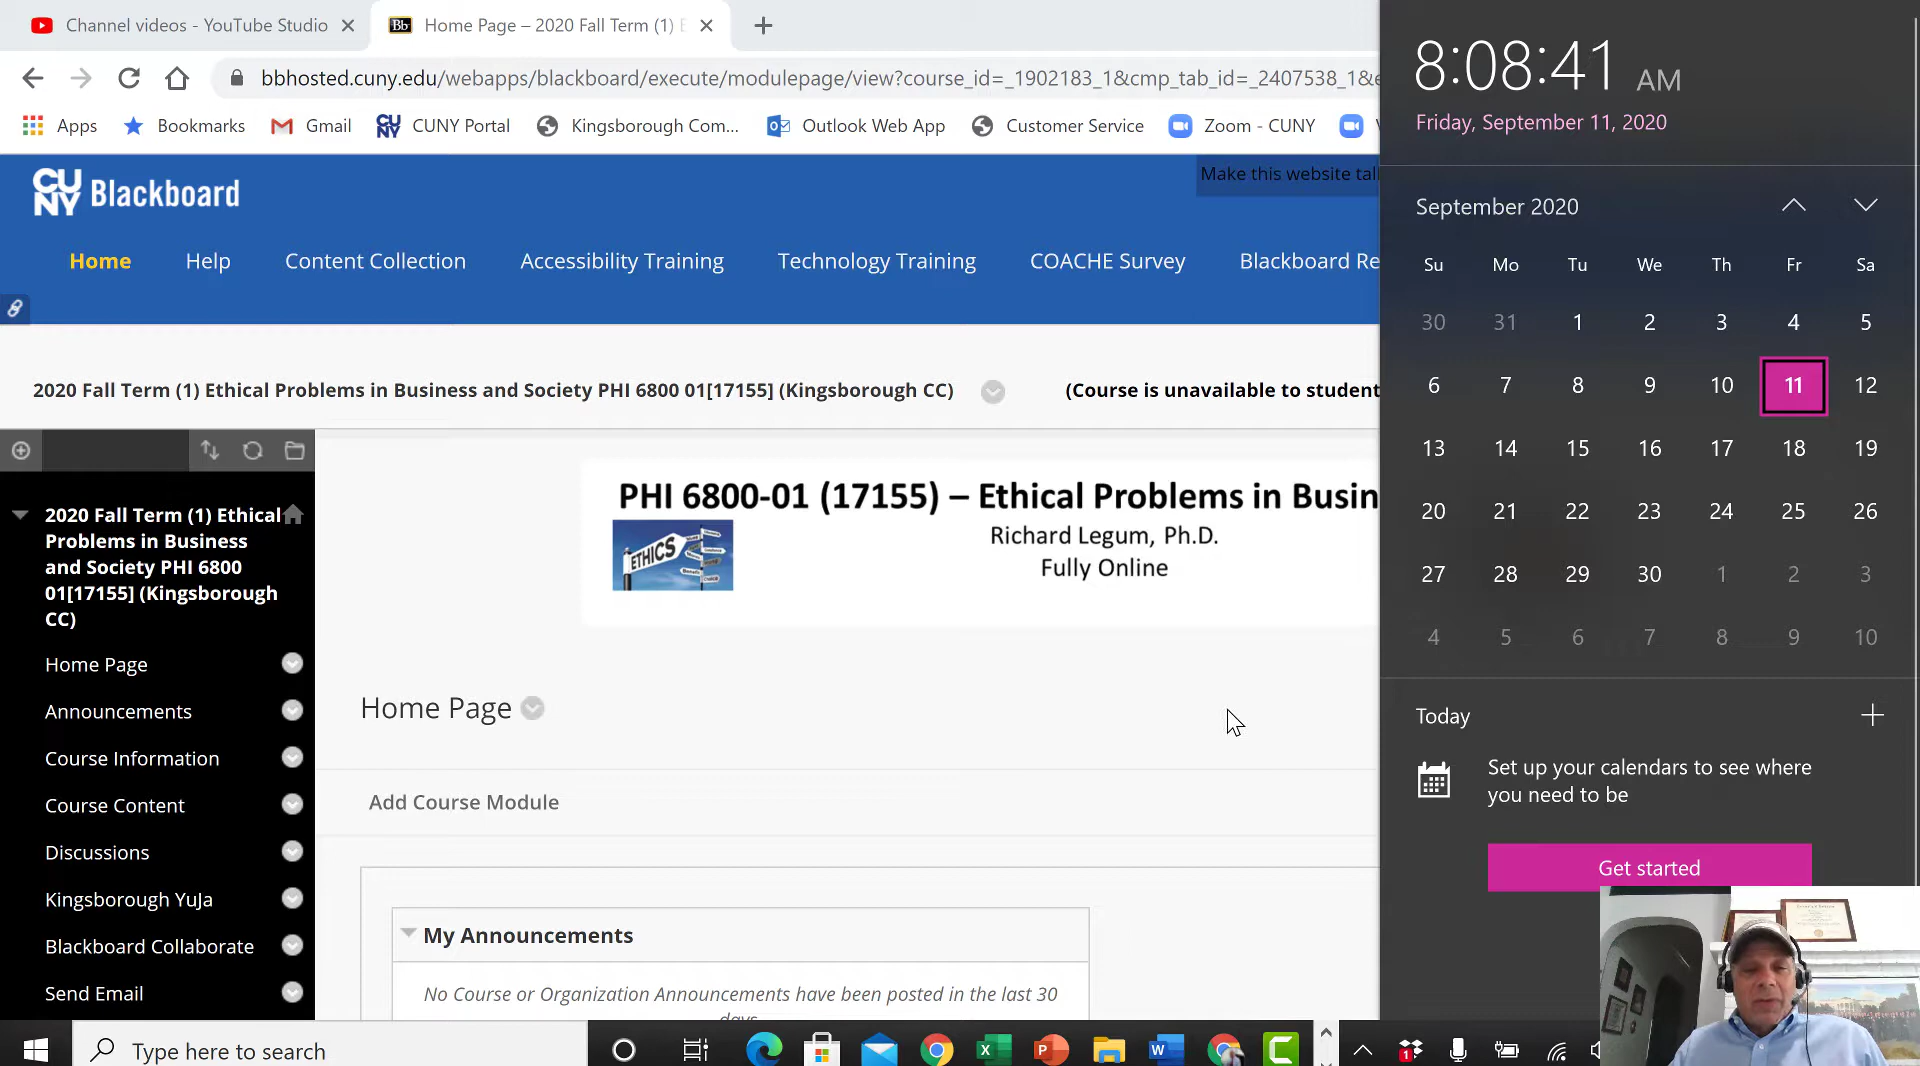 Channel videos - YouTube Studio
Bb Home Page – 2020 Fall Term (1) E
bbhosted.cuny.edu/webapps/blackboard/execute/modulepage/view?course_id=_1902183_1&cmp_tab_id=_2407538_1&e
Apps Bookmarks Gmail CUNY CUNY Portal Kingsborough Com... Outlook Web App Customer Service Zoom - CUNY
CUNY Blackboard
Make this website tal
Home Help Content Collection Accessibility Training Technology Training COACHE Survey Blackboard Re
2020 Fall Term (1) Ethical Problems in Business and Society PHI 6800 01[17155] (Kingsborough CC)
(Course is unavailable to student
2020 Fall Term (1) Ethical
Problems in Business
and Society PHI 6800
01[17155] (Kingsborough
CC)
Home Page
Announcements
Course Information
Course Content
Discussions
Kingsborough YuJa
Blackboard Collaborate
Send Email
PHI 6800-01 (17155) – Ethical Problems in Busin
Richard Legum, Ph.D.
Fully Online
ETHICS
Home Page
Add Course Module
My Announcements
No Course or Organization Announcements have been posted in the last 30
days
8:08:41 AM
Friday, September 11, 2020
September 2020
Su Mo Tu We Th Fr Sa
30 31 1 2 3 4 5
6 7 8 9 10 11 12
13 14 15 16 17 18 19
20 21 22 23 24 25 26
27 28 29 30 1 2 3
4 5 6 7 8 9 10
Today
Set up your calendars to see where
you need to be
Get started
Type here to search